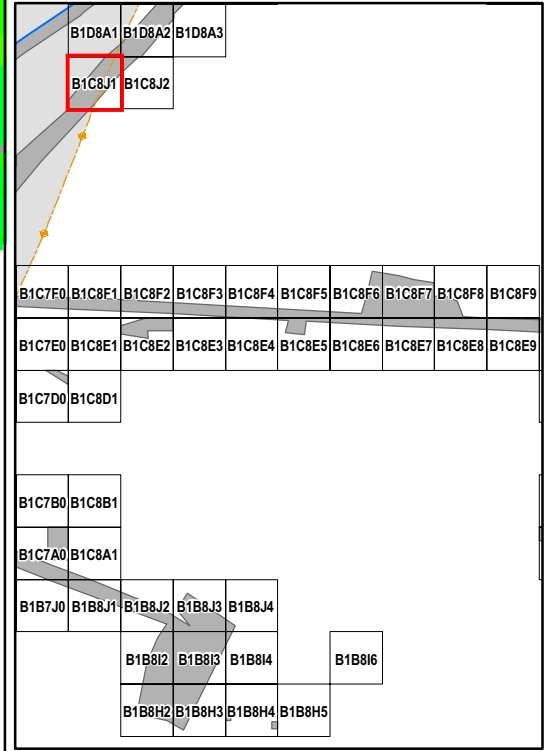 B1D8A1 B1D8A2 B1D8A3
B1C8J1 B1C8J2
B1C7F0 B1C8F1 B1C8F2 B1C8F3 B1C8F4 B1C8F5 B1C8F6 B1C8F7 B1C8F8 B1C8F9
B1C7E0 B1C8E1 B1C8E2 B1C8E3 B1C8E4 B1C8E5 B1C8E6 B1C8E7 B1C8E8 B1C8E9
B1C7D0 B1C8D1
B1C7B0 B1C8B1
B1C7A0 B1C8A1
B1B7J0 B1B8J1 B1B8J2 B1B8J3 B1B8J4
B1B8I2 B1B8I3 B1B8I4 B1B8I6
B1B8H2 B1B8H3 B1B8H4 B1B8H5